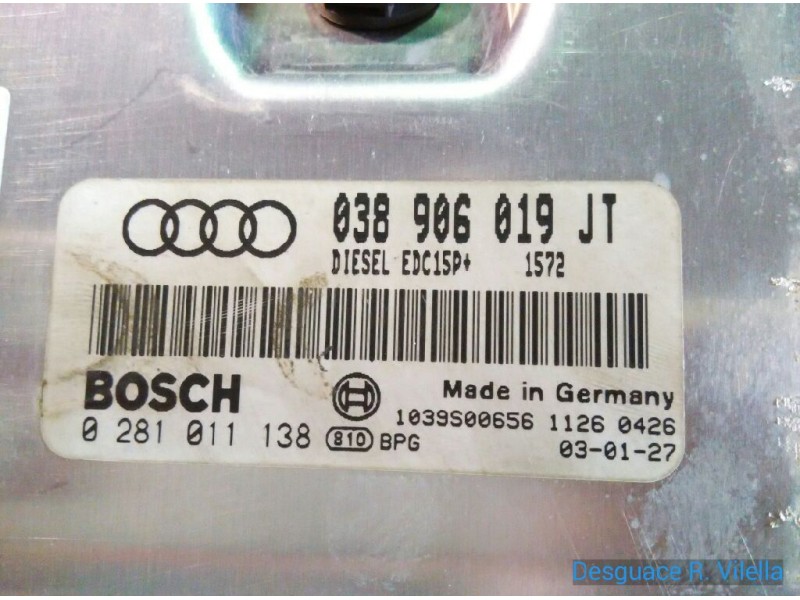 038 906 019 JT
DIESEL EDC15P+ 1572
BOSCH
Made in Germany
0 281 011 138 810 BPG
1039S00656 1126 0426
03-01-27
Desguace R. Vilella